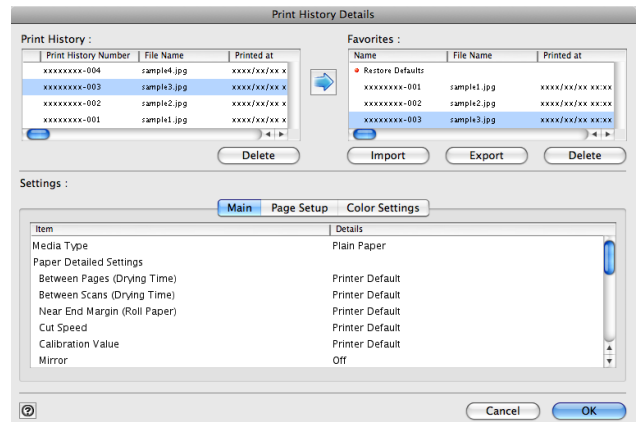 Print History Details
Print History :
Favorites :
Print History Number File Name Printed at
Name File Name Printed at
xxxxxxxx-004 sample4.jpg xxxx/xx/xx x
Restore Defaults
xxxxxxxx-003 sample3.jpg xxxx/xx/xx x
xxxxxxxx-001 sample1.jpg xxxx/xx/xx xx:xx
xxxxxxxx-002 sample2.jpg xxxx/xx/xx x
xxxxxxxx-002 sample2.jpg xxxx/xx/xx xx:xx
xxxxxxxx-001 sample1.jpg xxxx/xx/xx x
xxxxxxxx-003 sample3.jpg xxxx/xx/xx xx:xx
Delete
Import Export Delete
Settings :
Main Page Setup Color Settings
Item Details
Media Type Plain Paper
Paper Detailed Settings
Between Pages (Drying Time) Printer Default
Between Scans (Drying Time) Printer Default
Near End Margin (Roll Paper) Printer Default
Cut Speed Printer Default
Calibration Value Printer Default
Mirror Off
? Cancel OK